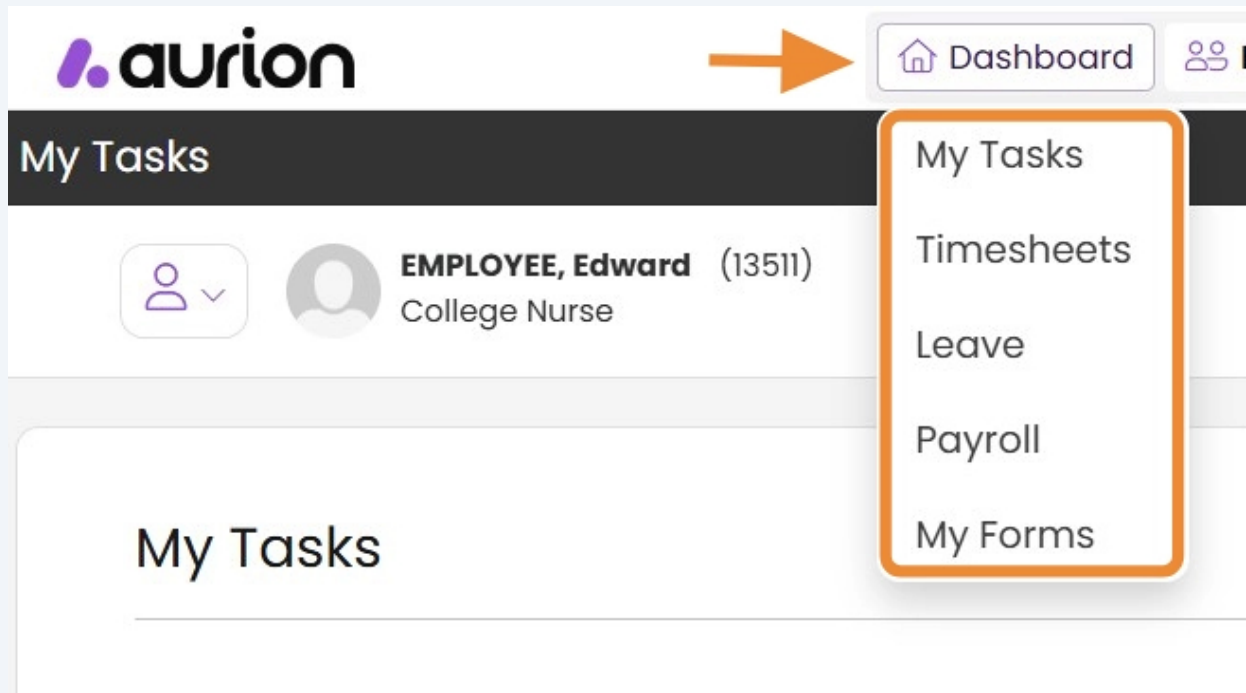 aurion
Dashboard
My Tasks
EMPLOYEE, Edward (13511)
College Nurse
My Tasks
Timesheets
Leave
Payroll
My Forms
My Tasks